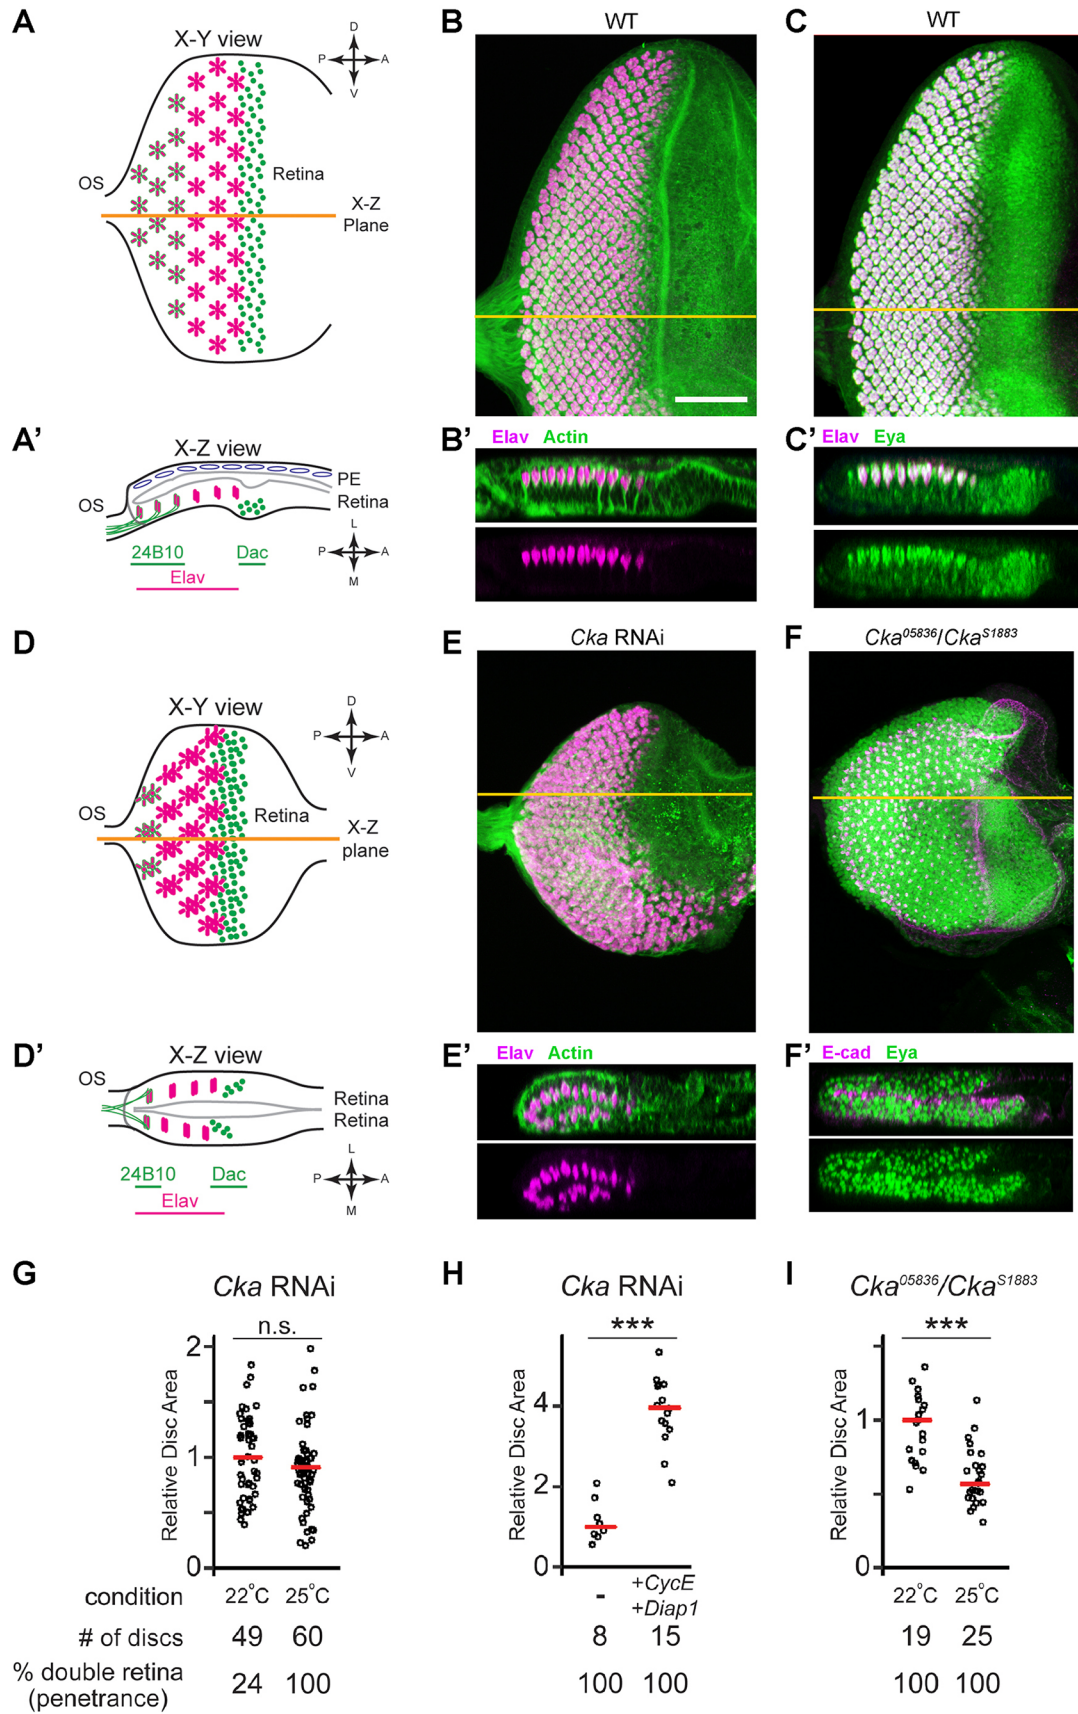 A
X-Y view
D
P
A
V
OS
Retina
X-Z
Plane
B
WT
C
WT
A'
X-Z view
PE
Retina
OS
24B10
Dac
Elav
L
P
A
M
B'
Elav Actin
C'
Elav Eya
D
X-Y view
D
P
A
V
OS
Retina
X-Z
plane
E
Cka RNAi
F
Cka05836/CkaS1883
D'
X-Z view
OS
Retina
Retina
24B10
Dac
Elav
L
P
A
M
E'
Elav Actin
F'
E-cad Eya
G
Cka RNAi
n.s.
Relative Disc Area
2
1
0
H
Cka RNAi
***
Relative Disc Area
4
2
0
I
Cka05836/CkaS1883
***
Relative Disc Area
1
0
condition 22°C 25°C - +CycE +Diap1 22°C 25°C
# of discs 49 60 8 15 19 25
% double retina
(penetrance) 24 100 100 100 100 100